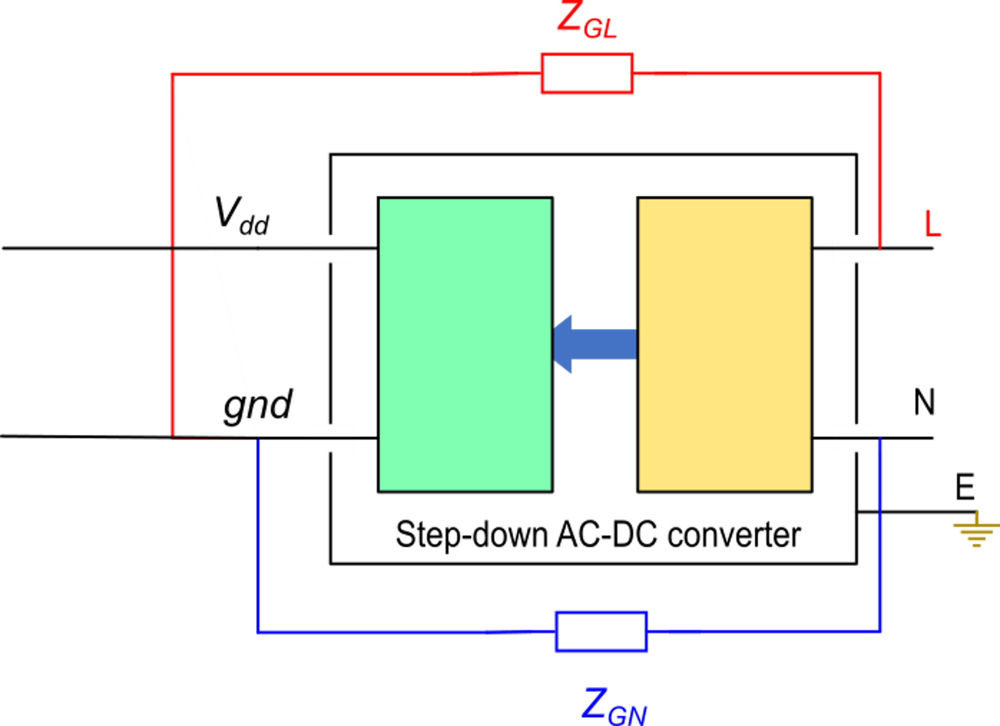 Z_GL
V_dd
L
gnd
N
E
Step-down AC-DC converter
Z_GN